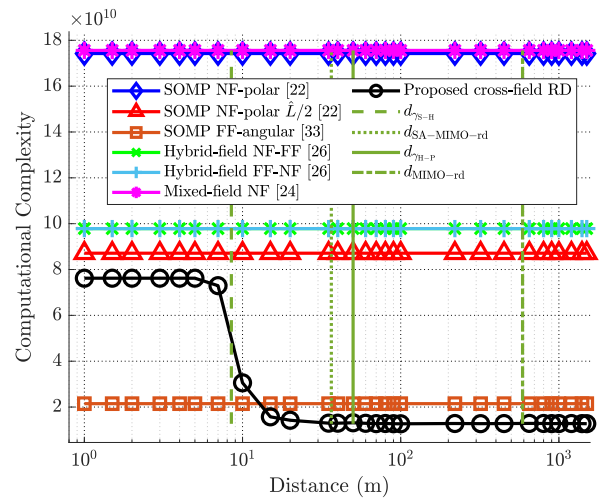 ×10^{10}
18
16
14
12
10
8
6
4
2
Computational Complexity
SOMP NF-polar [22]
SOMP NF-polar L̂/2 [22]
SOMP FF-angular [33]
Hybrid-field NF-FF [26]
Hybrid-field FF-NF [26]
Mixed-field NF [24]
Proposed cross-field RD
d_{γ_{S-H}}
d_{SA-MIMO-rd}
d_{γ_{H-P}}
d_{MIMO-rd}
10^0
10^1
10^2
10^3
Distance (m)